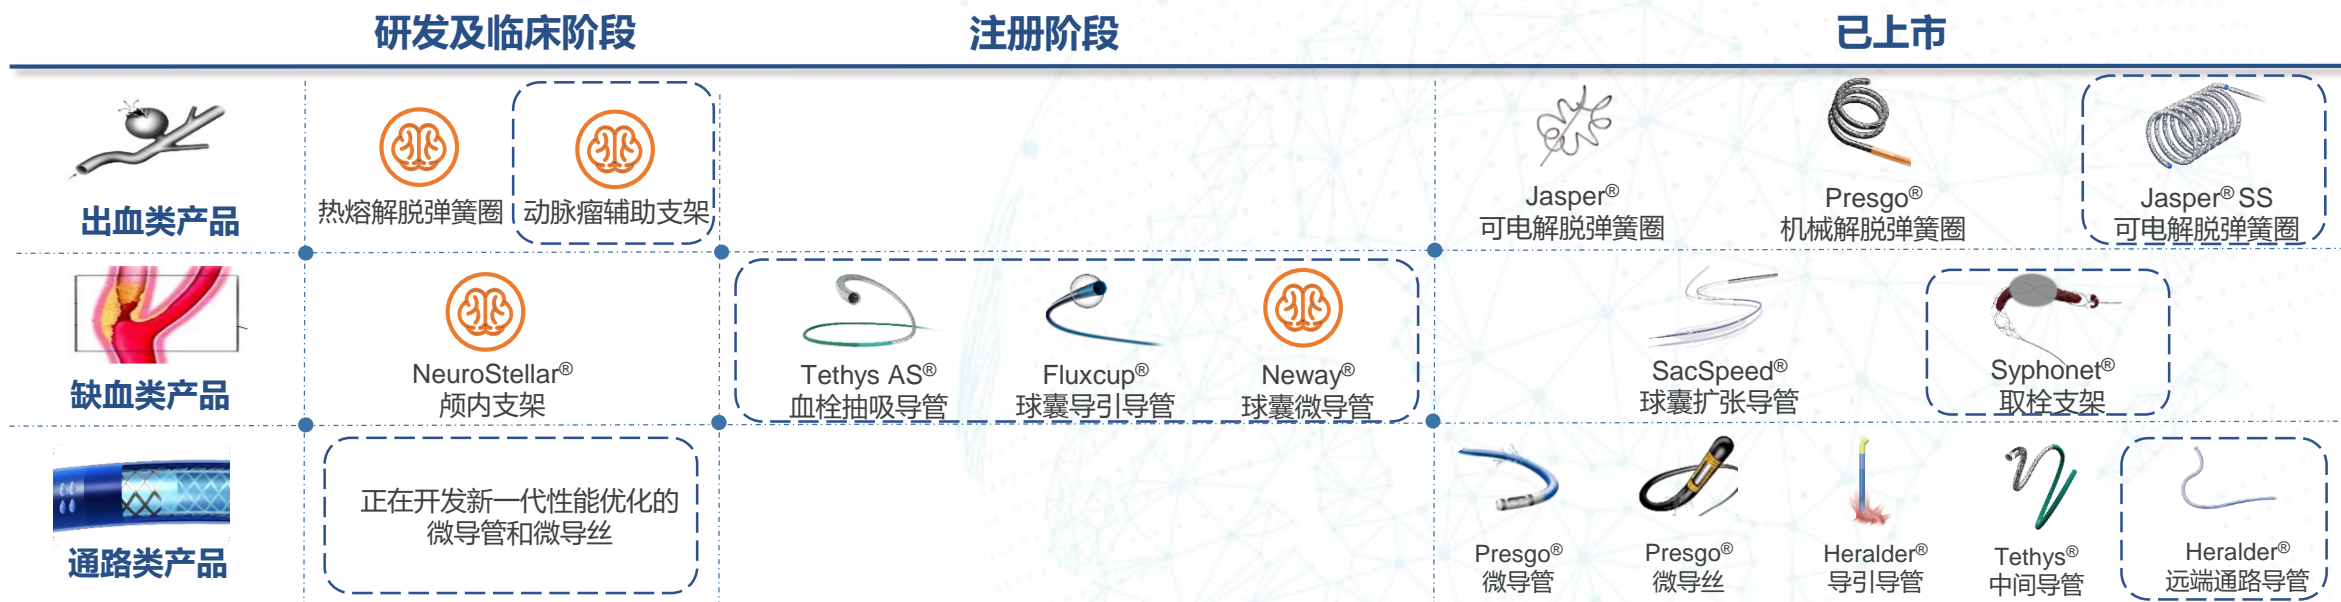 研发及临床阶段
注册阶段
已上市
出血类产品
热熔解脱弹簧圈
动脉瘤辅助支架
Jasper®
可电解脱弹簧圈
Presgo®
机械解脱弹簧圈
Jasper® SS
可电解脱弹簧圈
缺血类产品
NeuroStellar®
颅内支架
Tethys AS®
血栓抽吸导管
Fluxcup®
球囊导引导管
Neway®
球囊微导管
SacSpeed®
球囊扩张导管
Syphonet®
取栓支架
通路类产品
正在开发新一代性能优化的
微导管和微导丝
Presgo®
微导管
Presgo®
微导丝
Heralder®
导引导管
Tethys®
中间导管
Heralder®
远端通路导管